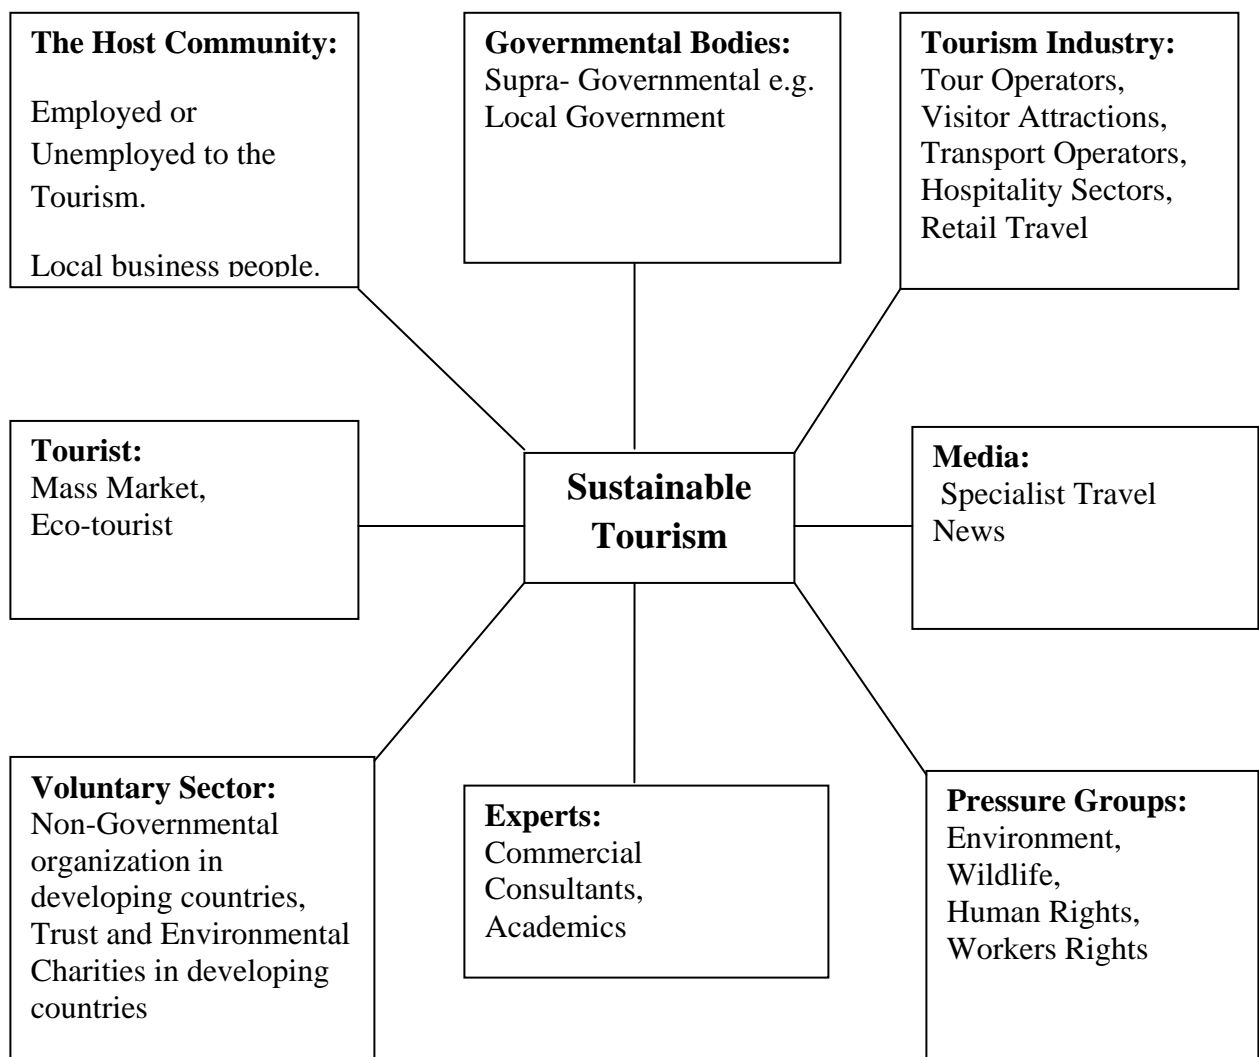 The Host Community:
Employed or
Unemployed to the
Tourism.
Local business people.
Governmental Bodies:
Supra- Governmental e.g.
Local Government
Tourism Industry:
Tour Operators,
Visitor Attractions,
Transport Operators,
Hospitality Sectors,
Retail Travel
Tourist:
Mass Market,
Eco-tourist
Sustainable
Tourism
Media:
Specialist Travel
News
Voluntary Sector:
Non-Governmental
organization in
developing countries,
Trust and Environmental
Charities in developing
countries
Experts:
Commercial
Consultants,
Academics
Pressure Groups:
Environment,
Wildlife,
Human Rights,
Workers Rights